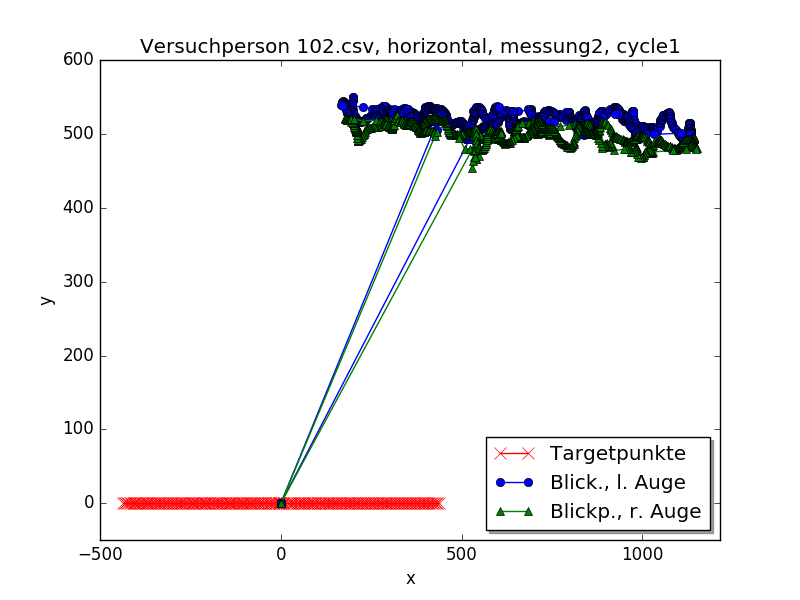 Versuchperson 102.csv, horizontal, messung2, cycle1
600
500
400
300
200
100
0
y
−500
0
500
1000
x
Targetpunkte
Blick., l. Auge
Blickp., r. Auge